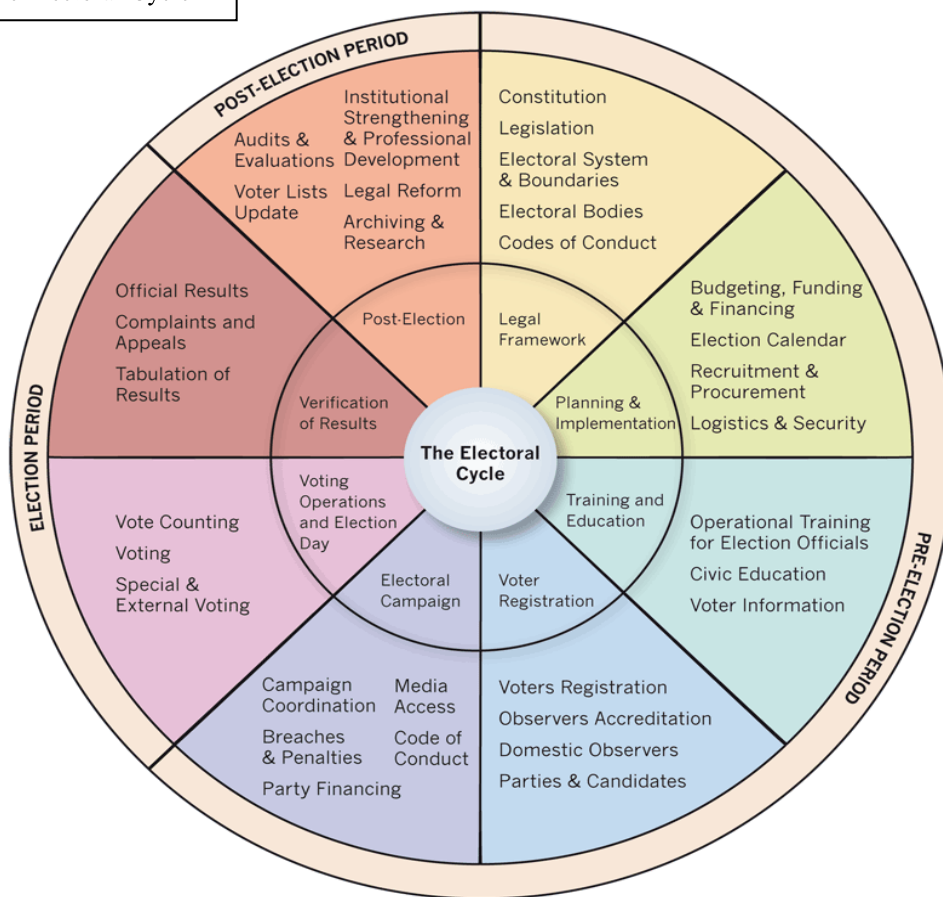 POST-ELECTION PERIOD
Institutional
Strengthening
& Professional
Development
Legal Reform
Archiving &
Research
Audits &
Evaluations
Voter Lists
Update
Post-Election
Constitution
Legislation
Electoral System
& Boundaries
Electoral Bodies
Codes of Conduct
Legal
Framework
Budgeting, Funding
& Financing
Election Calendar
Recruitment &
Procurement
Logistics & Security
Planning &
Implementation
PRE-ELECTION PERIOD
Training and
Education
Operational Training
for Election Officials
Civic Education
Voter Information
Voter
Registration
Voters Registration
Observers Accreditation
Domestic Observers
Parties & Candidates
Electoral
Campaign
Campaign
Coordination
Breaches
& Penalties
Party Financing
Media
Access
Code of
Conduct
ELECTION PERIOD
Voting
Operations
and Election
Day
Vote Counting
Voting
Special &
External Voting
Verification
of Results
Official Results
Complaints and
Appeals
Tabulation of
Results
The Electoral
Cycle